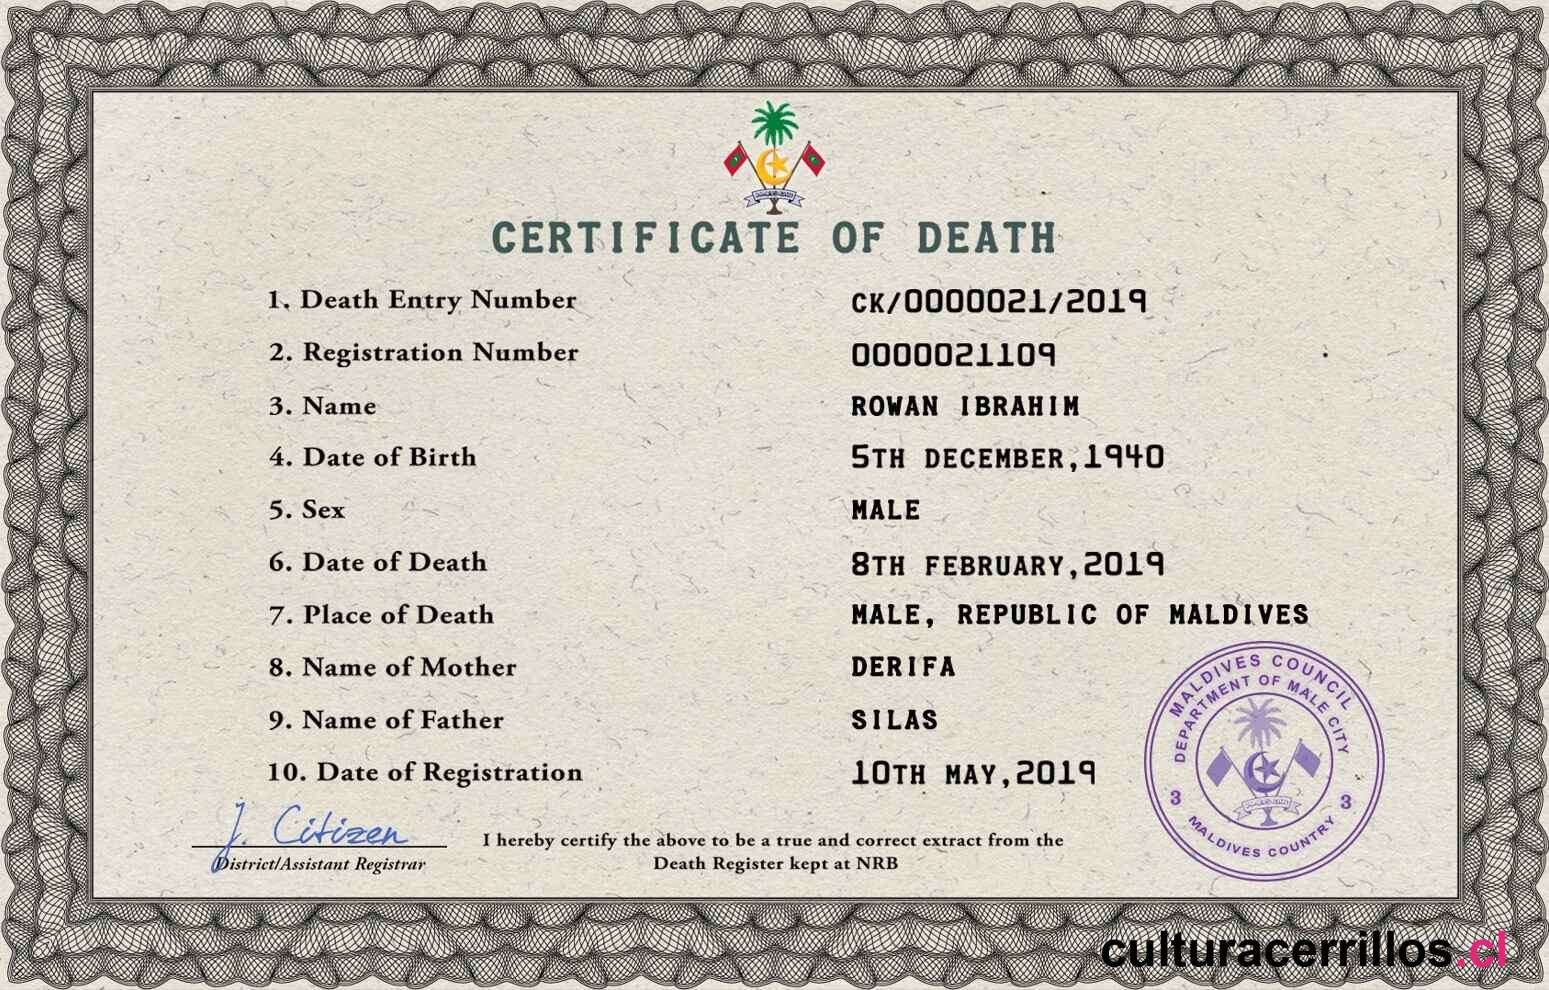 CERTIFICATE OF DEATH
1. Death Entry Number CK/0000021/2019
2. Registration Number 0000021109
3. Name ROWAN IBRAHIM
4. Date of Birth 5TH DECEMBER,1940
5. Sex MALE
6. Date of Death 8TH FEBRUARY,2019
7. Place of Death MALE, REPUBLIC OF MALDIVES
8. Name of Mother DERIFA
9. Name of Father SILAS
10. Date of Registration 10TH MAY,2019
MALDIVES COUNCIL
DEPARTMENT OF MALE CITY
3 3
MALDIVES COUNTRY
J. Citizen
District/Assistant Registrar
I hereby certify the above to be a true and correct extract from the
Death Register kept at NRB
culturacerrillos.cl